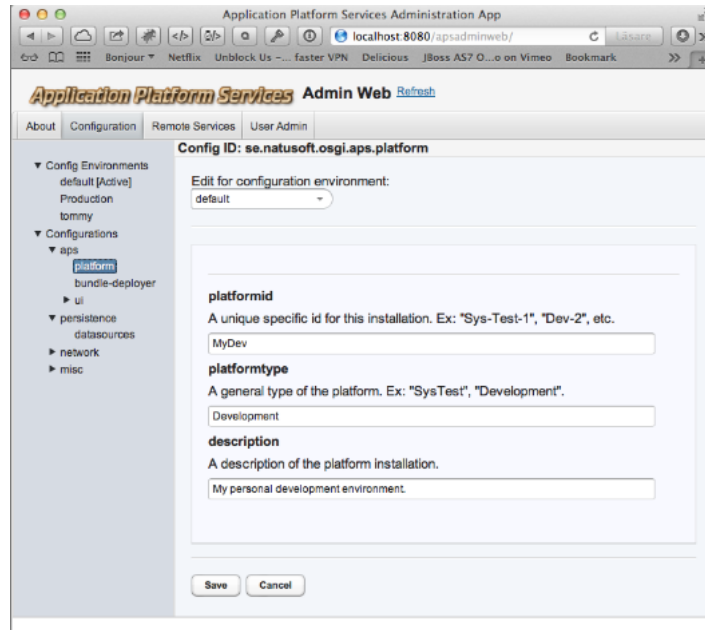 Application Platform Services Administration App
localhost:8080/apsadminweb/
Läsare
Bonjour Netflix Unblock Us -... faster VPN Delicious JBoss AS7 O...o on Vimeo Bookmark
Application Platform Services Admin Web Refresh
About Configuration Remote Services User Admin
Config ID: se.natusoft.osgi.aps.platform
Config Environments
default [Active]
Production
tommy
Configurations
aps
platform
bundle-deployer
ui
persistence
datasources
network
misc
Edit for configuration environment:
default
platformid
A unique specific id for this installation. Ex: "Sys-Test-1", "Dev-2", etc.
MyDev
platformtype
A general type of the platform. Ex: "SysTest", "Development".
Development
description
A description of the platform installation.
My personal development environment.
Save Cancel